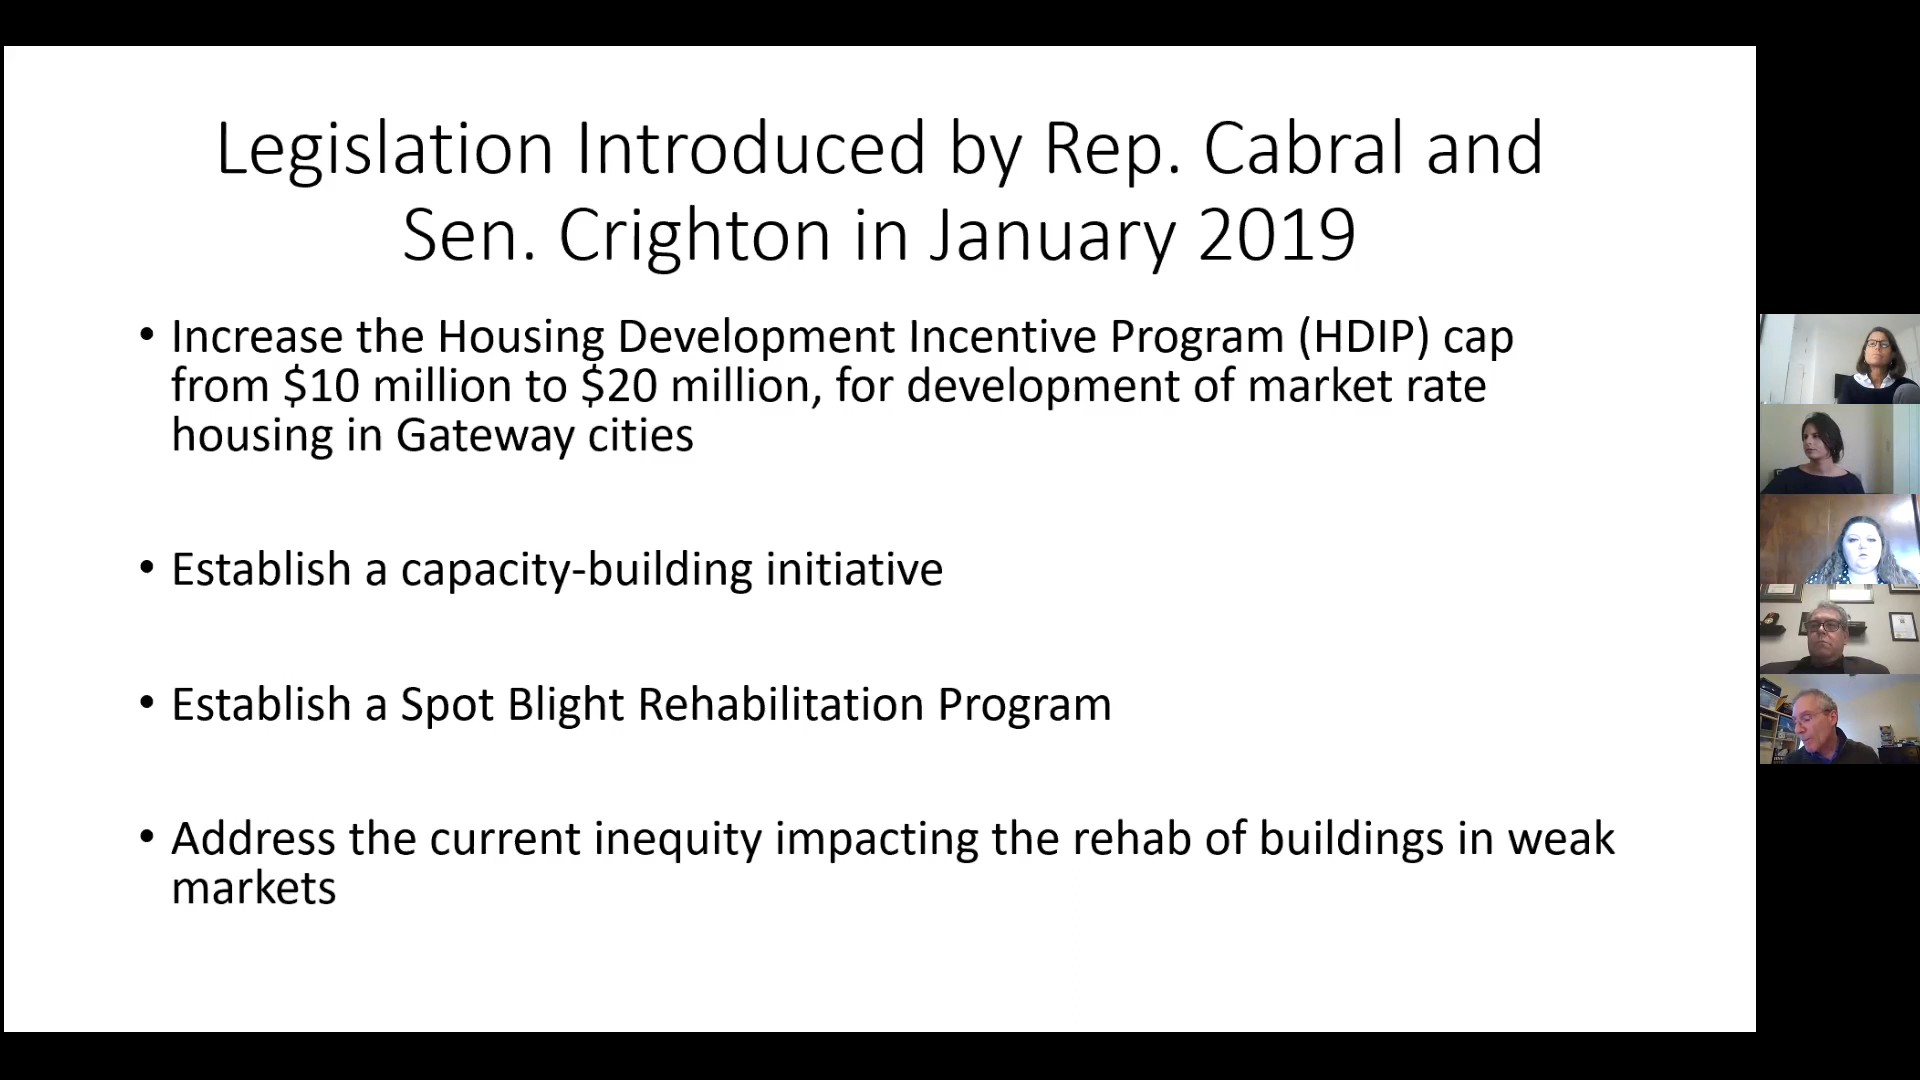 Legislation Introduced by Rep. Cabral and
Sen. Crighton in January 2019
• Increase the Housing Development Incentive Program (HDIP) cap
from $10 million to $20 million, for development of market rate
housing in Gateway cities
• Establish a capacity-building initiative
• Establish a Spot Blight Rehabilitation Program
• Address the current inequity impacting the rehab of buildings in weak
markets